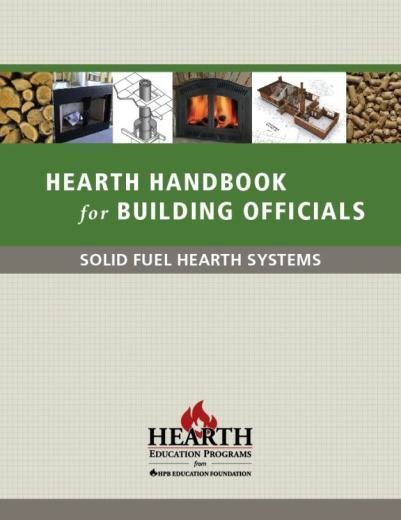 HEARTH HANDBOOK
for BUILDING OFFICIALS
SOLID FUEL HEARTH SYSTEMS
HEARTH
EDUCATION PROGRAMS
from
HPB EDUCATION FOUNDATION